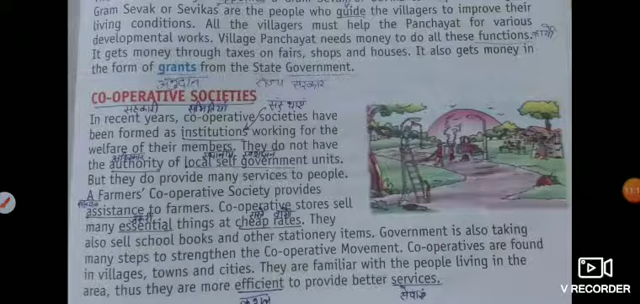 Gram Sevak or Sevikas are the people who guide the villagers to improve their
living conditions. All the villagers must help the Panchayat for various
developmental works. Village Panchayat needs money to do all these functions. कार्यो
It gets money through taxes on fairs, shops and houses. It also gets money in
the form of grants from the State Government.
अनुदान राज्य सरकार
CO-OPERATIVE SOCIETIES
सहकारी समितियां
In recent years, co-operative societies have
been formed as institutions working for the
welfare of their members. They do not have
the authority of local self government units.
But they do provide many services to people.
A Farmers' Co-operative Society provides
assistance to farmers. Co-operative stores sell
many essential things at cheap rates. They
also sell school books and other stationery items. Government is also taking
many steps to strengthen the Co-operative Movement. Co-operatives are found
in villages, towns and cities. They are familiar with the people living in the
area, thus they are more efficient to provide better services.
कुशल सेवाएं
V RECORDER